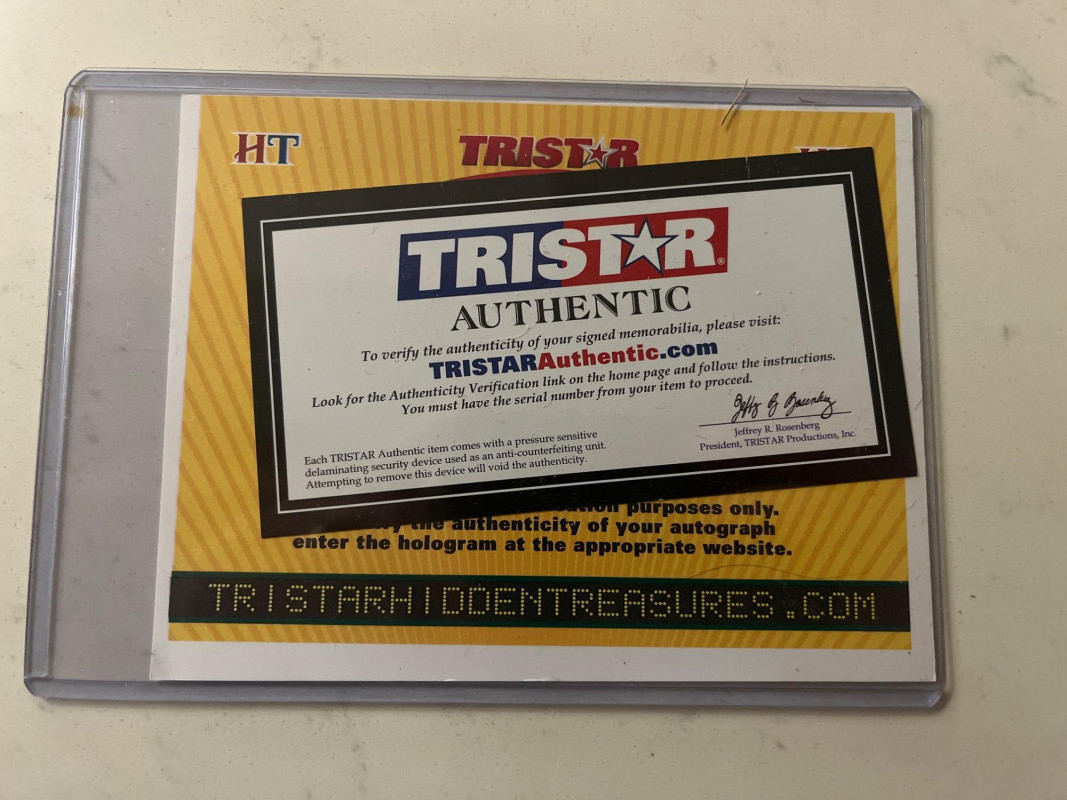 HT TRISTAR
TRISTAR®
AUTHENTIC
To verify the authenticity of your signed memorabilia, please visit:
TRISTARAuthentic.com
Look for the Authenticity Verification link on the home page and follow the instructions.
You must have the serial number from your item to proceed.
Jeffrey R. Rosenberg
President, TRISTAR Productions, Inc.
Each TRISTAR Authentic item comes with a pressure sensitive
delaminating security device used as an anti-counterfeiting unit.
Attempting to remove this device will void the authenticity.
purposes only.
the authenticity of your autograph
enter the hologram at the appropriate website.
TRISTARHIDDENTREASURES.COM